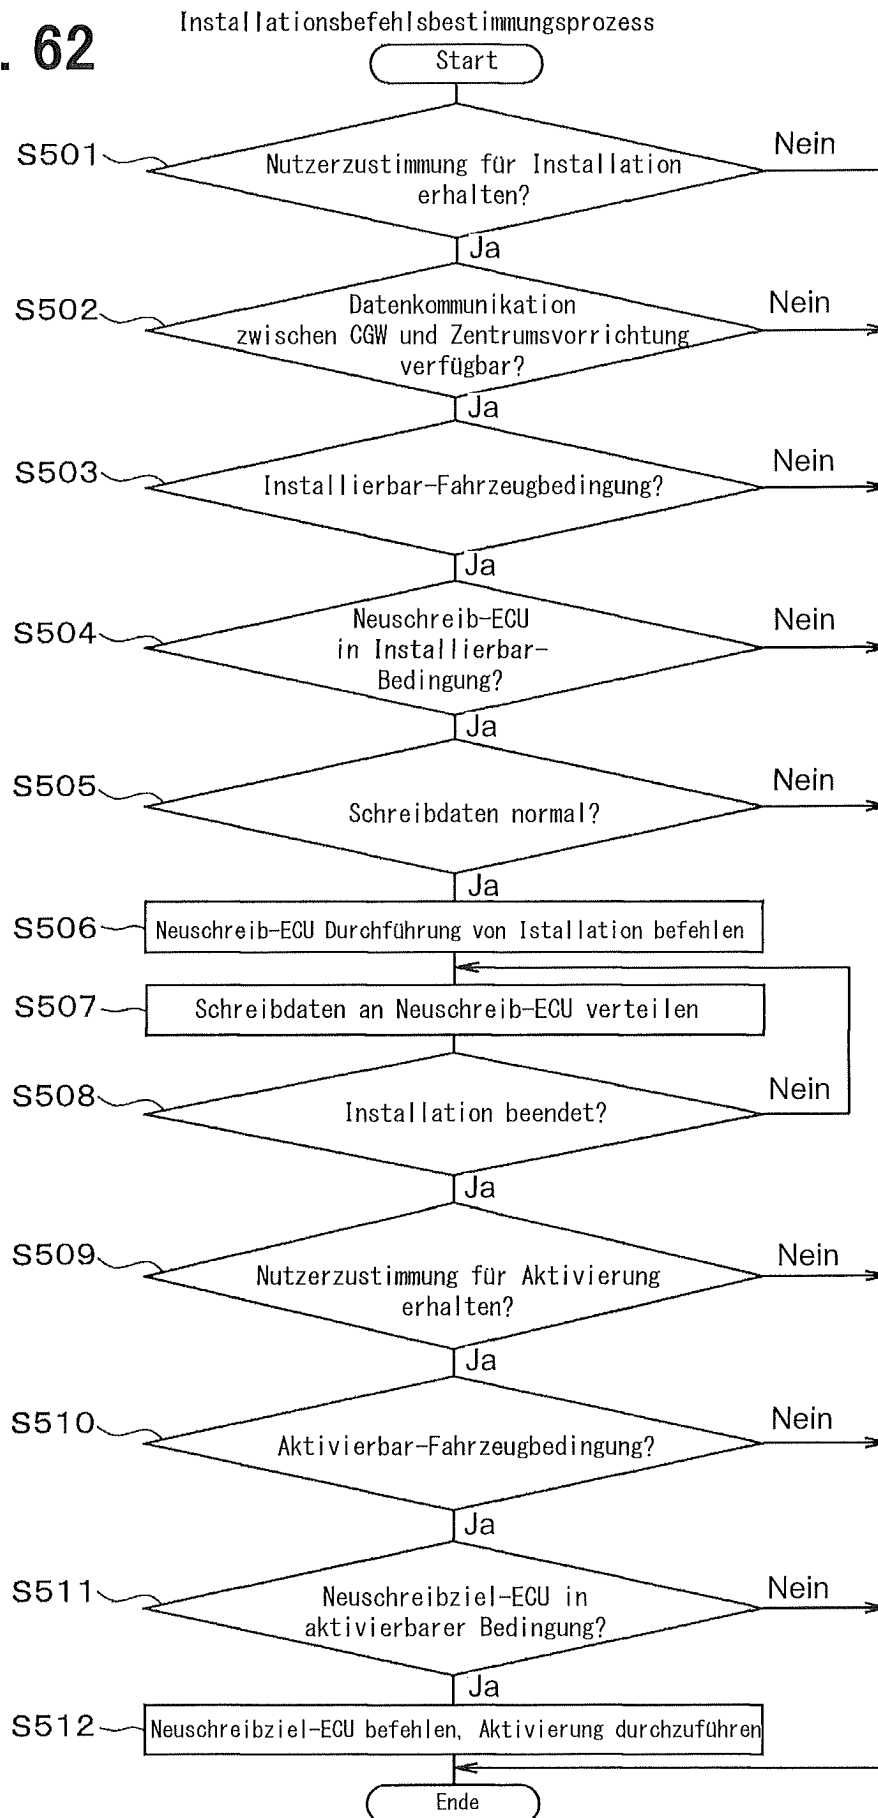 . 62
Installationsbefehlsbestimmungsprozess
Start
S501
Nutzerzustimmung für Installation
erhalten?
Nein
Ja
S502
Datenkommunikation
zwischen CGW und Zentrumsvorrichtung
verfügbar?
Nein
Ja
S503
Installierbar-Fahrzeugbedingung?
Nein
Ja
S504
Neuschreib-ECU
in Installierbar-
Bedingung?
Nein
Ja
S505
Schreibdaten normal?
Nein
Ja
S506
Neuschreib-ECU Durchführung von Istallation befehlen
S507
Schreibdaten an Neuschreib-ECU verteilen
S508
Installation beendet?
Nein
Ja
S509
Nutzerzustimmung für Aktivierung
erhalten?
Nein
Ja
S510
Aktivierbar-Fahrzeugbedingung?
Nein
Ja
S511
Neuschreibziel-ECU in
aktivierbarer Bedingung?
Nein
Ja
S512
Neuschreibziel-ECU befehlen, Aktivierung durchzuführen
Ende